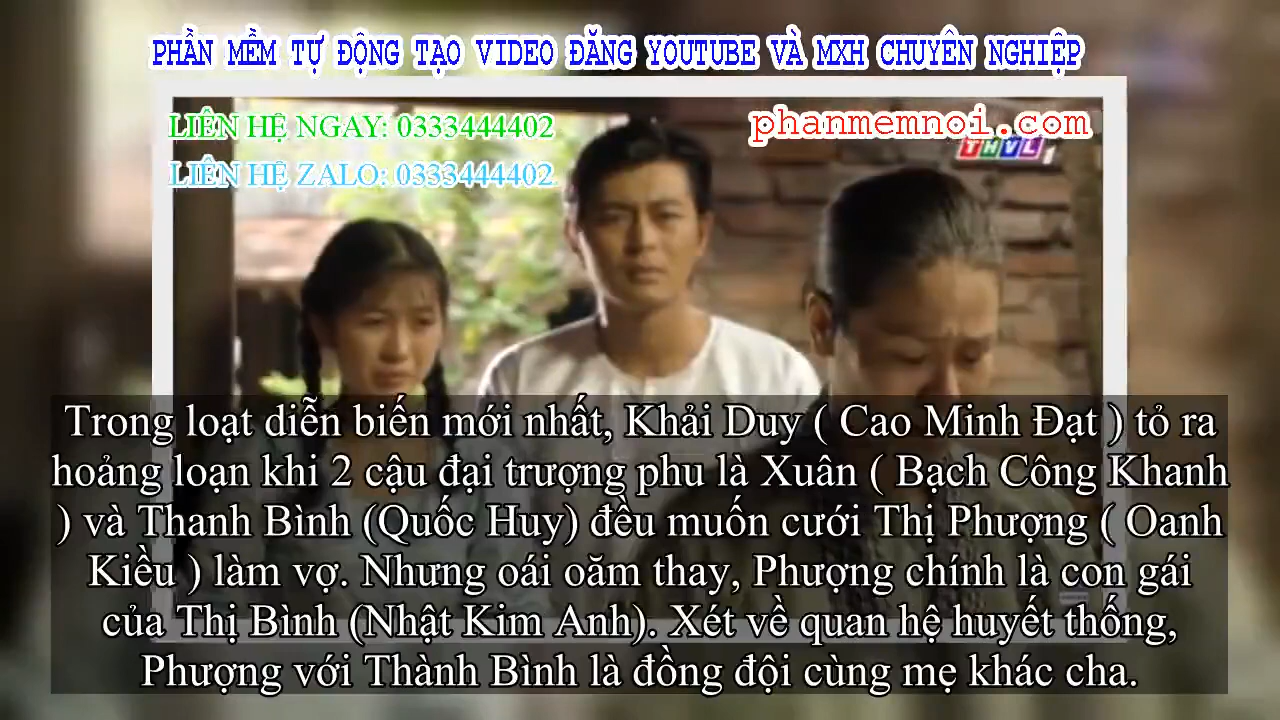 PHẦN MỀM TỰ ĐỘNG TẠO VIDEO ĐĂNG YOUTUBE VÀ MXH CHUYÊN NGHIỆP
LIÊN HỆ NGAY: 0333444402
phanmemnoi.com
THVL1
LIÊN HỆ ZALO: 0333444402
Trong loạt diễn biến mới nhất, Khải Duy ( Cao Minh Đạt ) tỏ ra
hoảng loạn khi 2 cậu đại trượng phu là Xuân ( Bạch Công Khanh
) và Thanh Bình (Quốc Huy) đều muốn cưới Thị Phượng ( Oanh
Kiều ) làm vợ. Nhưng oái oăm thay, Phượng chính là con gái
của Thị Bình (Nhật Kim Anh). Xét về quan hệ huyết thống,
Phượng với Thành Bình là đồng đội cùng mẹ khác cha.